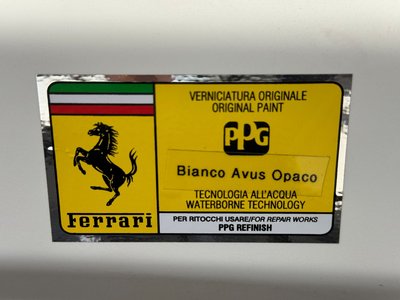 VERNICIATURA ORIGINALE
ORIGINAL PAINT
PPG
Bianco Avus Opaco
TECNOLOGIA ALL'ACQUA
WATERBORNE TECHNOLOGY
Ferrari
PER RITOCCHI USARE/FOR REPAIR WORKS
PPG REFINISH